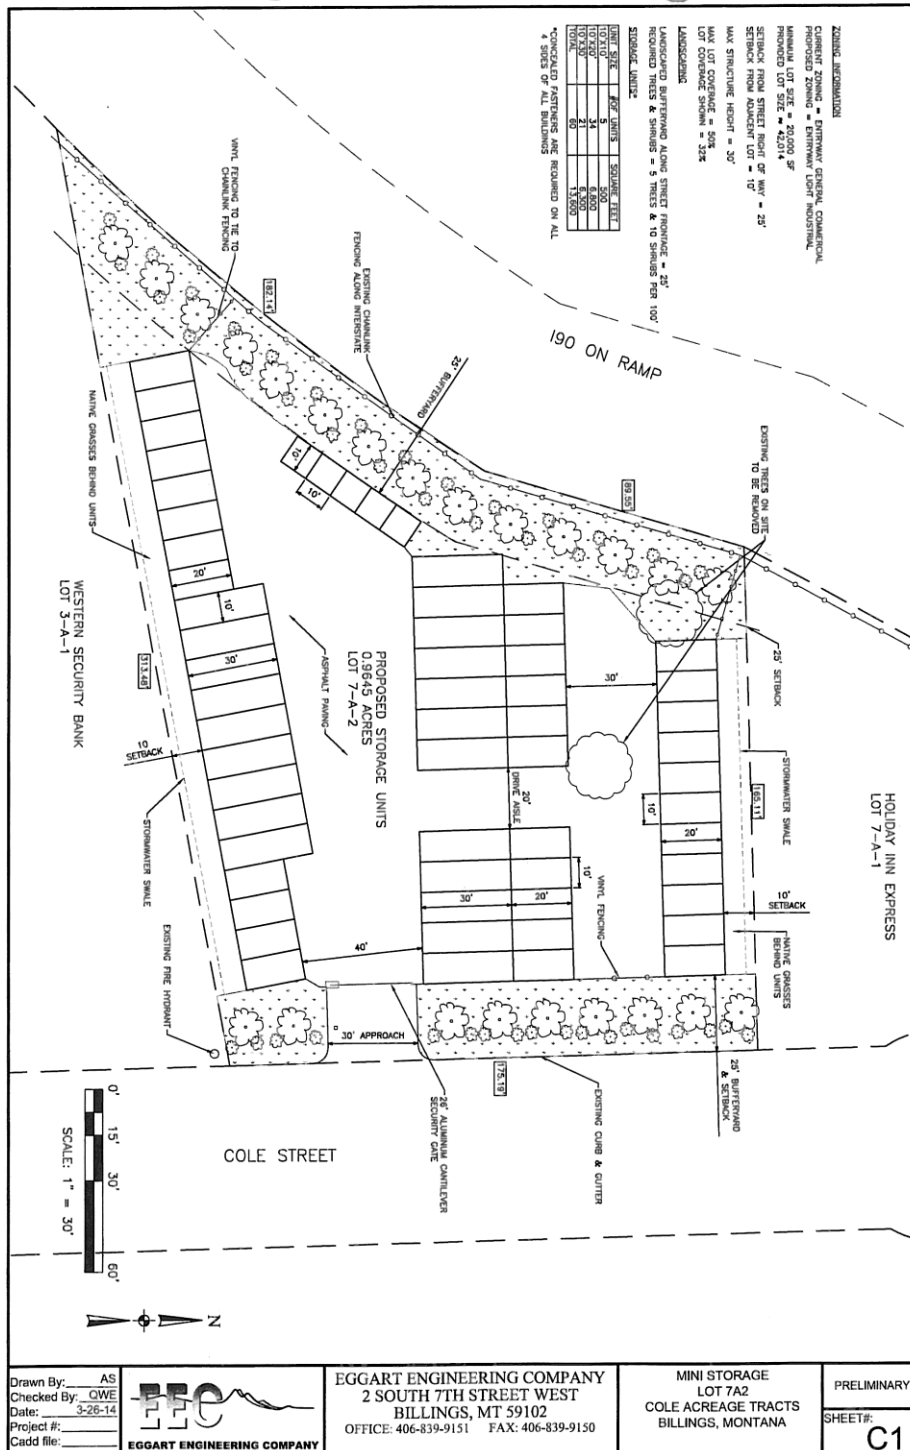 ZONING INFORMATION
CURRENT ZONING = ENTRYWAY GENERAL COMMERCIAL
PROPOSED ZONING = ENTRYWAY LIGHT INDUSTRIAL
MINIMUM LOT SIZE = 20,000 SF
PROVIDED LOT SIZE = 42,014
SETBACK FROM STREET RIGHT OF WAY = 25'
SETBACK FROM ADJACENT LOT = 10'
MAX STRUCTURE HEIGHT = 30'
MAX LOT COVERAGE = 50%
LOT COVERAGE SHOWN = 32%
LANDSCAPING
LANDSCAPED BUFFERYARD ALONG STREET FRONTAGE = 25'
REQUIRED TREES & SHRUBS = 5 TREES & 10 SHRUBS PER 100'
STORAGE UNITS*
UNIT SIZE #OF UNITS SQUARE FEET
10'X10' 5 500
10'X20' 34 6,800
10'X30' 21 6,300
TOTAL 60 13,600
*CONCEALED FASTENERS ARE REQUIRED ON ALL
4 SIDES OF ALL BUILDINGS
I90 ON RAMP
VINYL FENCING TO TIE TO
CHAINLINK FENCING
182.14'
EXISTING CHAINLINK
FENCING ALONG INTERSTATE
25' BUFFERYARD
89.55'
EXISTING TREES ON SITE
TO BE REMOVED
10'
10'
NATIVE GRASSES BEHIND UNITS
20'
10'
30'
WESTERN SECURITY BANK
LOT 3-A-1
313.48'
ASPHALT PAVING
PROPOSED STORAGE UNITS
0.9645 ACRES
LOT 7-A-2
10
SETBACK
STORMWATER SWALE
EXISTING FIRE HYDRANT
30'
25' SETBACK
STORMWATER SWALE
165.11'
HOLIDAY INN EXPRESS
LOT 7-A-1
20'
DRIVE AISLE
10'
20'
10'
30'
20'
VINYL FENCING
10'
SETBACK
NATIVE GRASSES
BEHIND UNITS
40'
30' APPROACH
26' ALUMINUM CANTILEVER
SECURITY GATE
175.19'
EXISTING CURB & GUTTER
25' BUFFERYARD
& SETBACK
COLE STREET
0' 15' 30' 60'
SCALE: 1" = 30'
N
Drawn By: AS
Checked By: QWE
Date: 3-26-14
Project #:
Cadd file:
EEC
EGGART ENGINEERING COMPANY
EGGART ENGINEERING COMPANY
2 SOUTH 7TH STREET WEST
BILLINGS, MT 59102
OFFICE: 406-839-9151 FAX: 406-839-9150
MINI STORAGE
LOT 7A2
COLE ACREAGE TRACTS
BILLINGS, MONTANA
PRELIMINARY
SHEET#:
C1